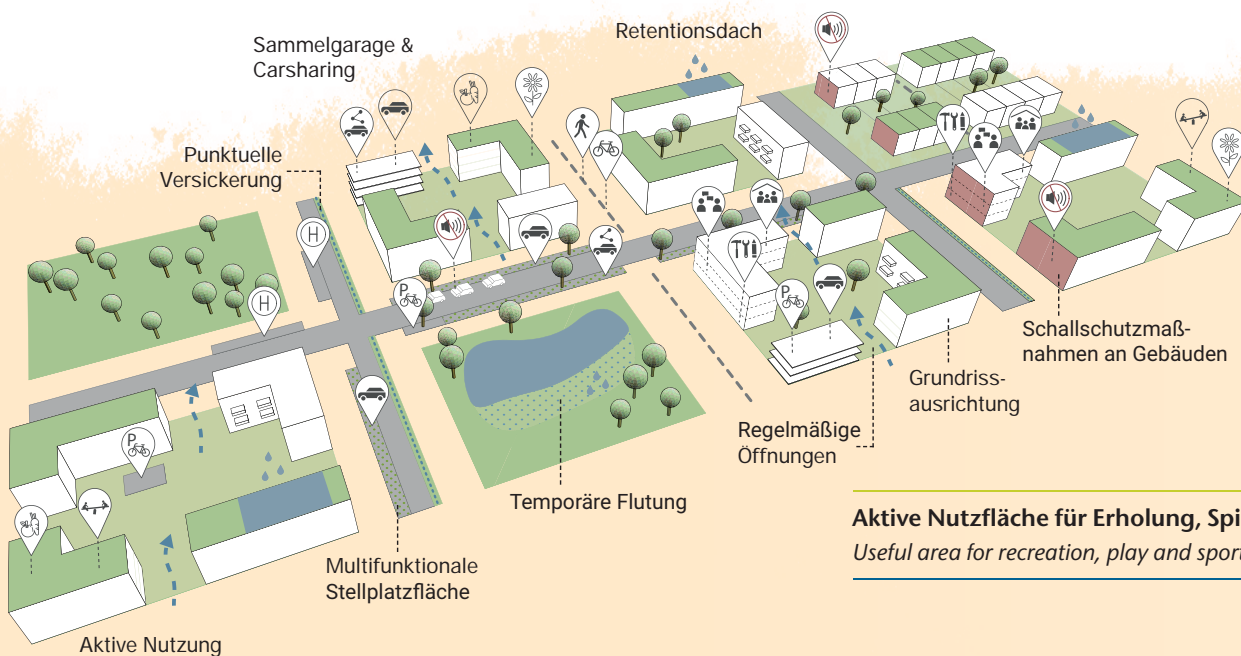 Sammelgarage &
Carsharing
Retentionsdach
Punktuelle
Versickerung
H
H
P
P
P
Schallschutzmaß-
nahmen an Gebäuden
Grundriss-
ausrichtung
Regelmäßige
Öffnungen
Temporäre Flutung
Multifunktionale
Stellplatzfläche
Aktive Nutzung
Aktive Nutzfläche für Erholung, Spi
Useful area for recreation, play and sport